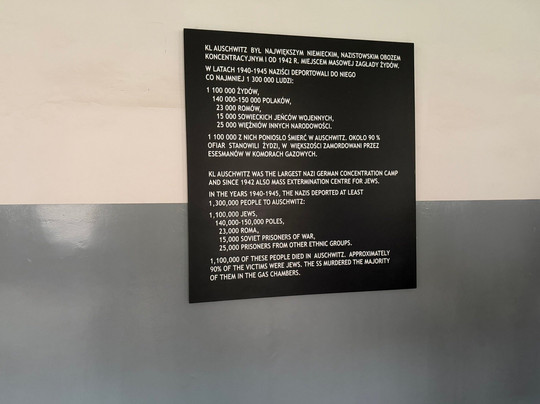 KL AUSCHWITZ BYŁ NAJWIĘKSZYM NIEMIECKIM, NAZISTOWSKIM OBOZEM
KONCENTRACYJNYM I OD 1942 R. MIEJSCEM MASOWEJ ZAGŁADY ŻYDÓW.
W LATACH 1940-1945 NAZIŚCI DEPORTOWALI DO NIEGO
CO NAJMNIEJ 1 300 000 LUDZI:
1 100 000 ŻYDÓW,
140 000-150 000 POLAKÓW,
23 000 ROMÓW,
15 000 SOWIECKICH JEŃCÓW WOJENNYCH,
25 000 WIĘŹNIÓW INNYCH NARODOWOŚCI.
1 100 000 Z NICH PONIOSŁO ŚMIERĆ W AUSCHWITZ. OKOŁO 90 %
OFIAR STANOWILI ŻYDZI, W WIĘKSZOŚCI ZAMORDOWANI PRZEZ
ESESMANÓW W KOMORACH GAZOWYCH.
KL AUSCHWITZ WAS THE LARGEST NAZI GERMAN CONCENTRATION CAMP
AND SINCE 1942 ALSO MASS EXTERMINATION CENTRE FOR JEWS.
IN THE YEARS 1940-1945, THE NAZIS DEPORTED AT LEAST
1,300,000 PEOPLE TO AUSCHWITZ:
1,100,000 JEWS,
140,000-150,000 POLES,
23,000 ROMA,
15,000 SOVIET PRISONERS OF WAR,
25,000 PRISONERS FROM OTHER ETHNIC GROUPS.
1,100,000 OF THESE PEOPLE DIED IN AUSCHWITZ. APPROXIMATELY
90% OF THE VICTIMS WERE JEWS. THE SS MURDERED THE MAJORITY
OF THEM IN THE GAS CHAMBERS.